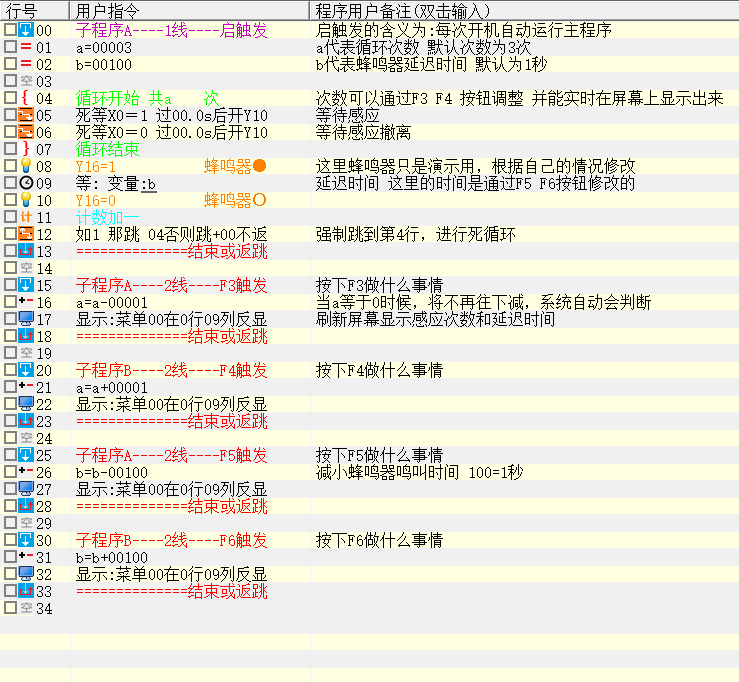 行号 用户指令 程序用户备注(双击输入)
00 子程序A----1线----启触发 启触发的含义为:每次开机自动运行主程序
01 a=00003 a代表循环次数 默认次数为3次
02 b=00100 b代表蜂鸣器延迟时间 默认为1秒
空 03
04 循环开始 共a 次 次数可以通过F3 F4 按钮调整 并能实时在屏幕上显示出来
05 死等X0=1 过00.0s后开Y10 等待感应
06 死等X0=0 过00.0s后开Y10 等待感应撤离
07 循环结束
08 Y16=1 蜂鸣器● 这里蜂鸣器只是演示用，根据自己的情况修改
09 等: 变量:b 延迟时间 这里的时间是通过F5 F6按钮修改的
10 Y16=0 蜂鸣器○
计 11 计数加一
12 如1 那跳 04否则跳+00不返 强制跳到第4行，进行死循环
13 ==============结束或返跳
空 14
15 子程序A----2线----F3触发 按下F3做什么事情
16 a=a-00001 当a等于0时候，将不再往下减，系统自动会判断
17 显示:菜单00在0行09列反显 刷新屏幕显示感应次数和延迟时间
18 ==============结束或返跳
空 19
20 子程序B----2线----F4触发 按下F4做什么事情
21 a=a+00001
22 显示:菜单00在0行09列反显
23 ==============结束或返跳
空 24
25 子程序A----2线----F5触发 按下F5做什么事情
26 b=b-00100 减小蜂鸣器鸣叫时间 100=1秒
27 显示:菜单00在0行09列反显
28 ==============结束或返跳
空 29
30 子程序B----2线----F6触发 按下F6做什么事情
31 b=b+00100
32 显示:菜单00在0行09列反显
33 ==============结束或返跳
空 34